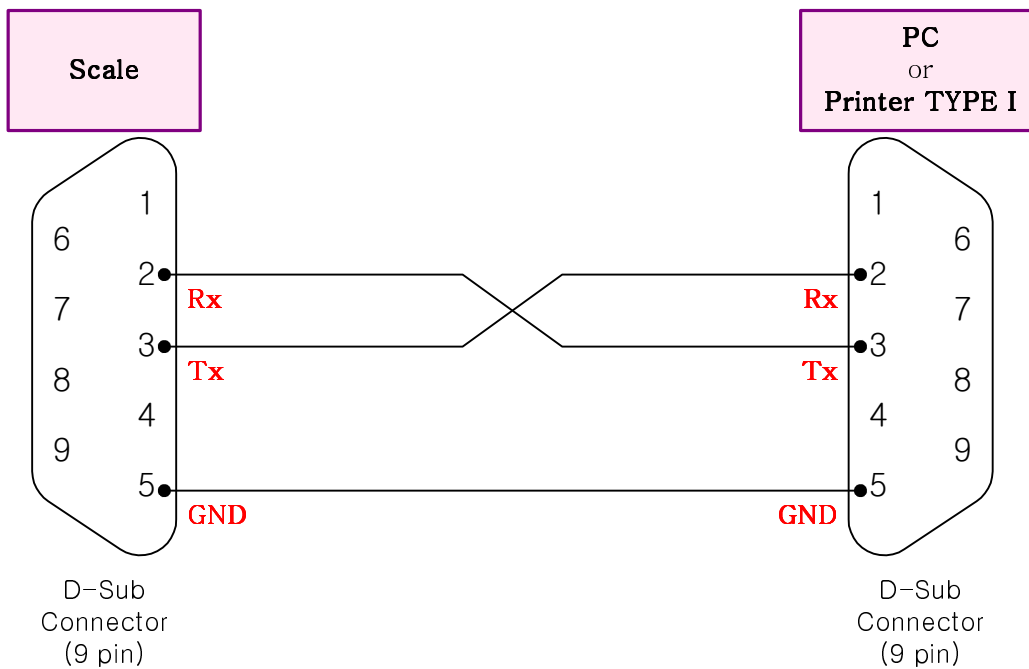 Scale
PC
or
Printer TYPE I
1
6
2
Rx
7
3
Tx
8
4
9
5
GND
D-Sub
Connector
(9 pin)
1
6
2
Rx
7
3
Tx
8
4
9
5
GND
D-Sub
Connector
(9 pin)